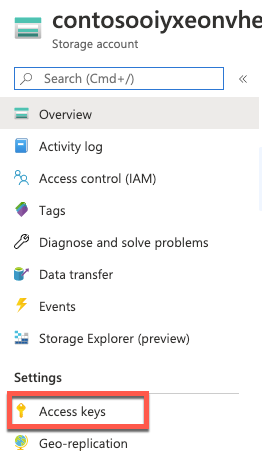 contosooiyxeonvhe
Storage account
Search (Cmd+/)
«
Overview
Activity log
Access control (IAM)
Tags
Diagnose and solve problems
Data transfer
Events
Storage Explorer (preview)
Settings
Access keys
Geo-replication